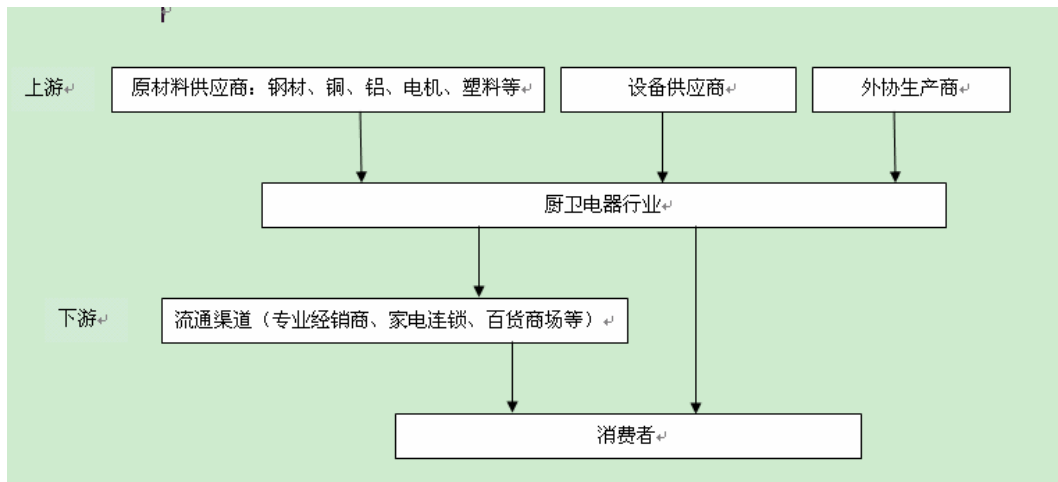 上游
原材料供应商：钢材、铜、铝、电机、塑料等
设备供应商
外协生产商
厨卫电器行业
下游
流通渠道（专业经销商、家电连锁、百货商场等）
消费者